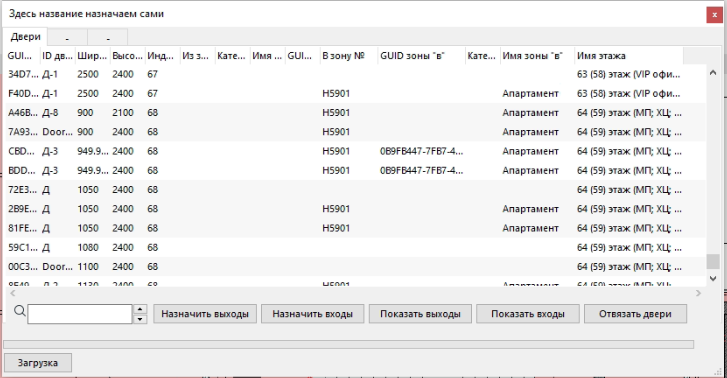 Здесь название назначаем сами
x
Двери - -
GUI... ID дв... Шир... Высо... Инд... Из з... Кате... Имя ... GUI... В зону № GUID зоны "в" Кате... Имя зоны "в" Имя этажа
34D7... Д-1 2500 2400 67 63 (58) этаж (VIP офи...
F40D... Д-1 2500 2400 67 H5901 Апартамент 63 (58) этаж (VIP офи...
A46B... Д-8 900 2100 68 64 (59) этаж (МП; ХЦ; ...
7A93... Door... 900 2400 68 H5901 Апартамент 64 (59) этаж (МП; ХЦ; ...
CBD... Д-3 949.9... 2400 68 H5901 0B9FB447-7FB7-4... Апартамент 64 (59) этаж (МП; ХЦ; ...
BDD... Д-3 949.9... 2400 68 H5901 0B9FB447-7FB7-4... Апартамент 64 (59) этаж (МП; ХЦ; ...
72E3... Д 1050 2400 68 64 (59) этаж (МП; ХЦ; ...
2B9E... Д 1050 2400 68 H5901 Апартамент 64 (59) этаж (МП; ХЦ; ...
81FE... Д 1050 2400 68 H5901 Апартамент 64 (59) этаж (МП; ХЦ; ...
59C1... Д 1080 2400 68 64 (59) этаж (МП; ХЦ; ...
00C3... Door... 1100 2400 68 64 (59) этаж (МП; ХЦ; ...
Д-2 1130 2400 68 H5901 Апартамент 64 (59) этаж (МП; ХЦ; ...
Назначить выходы Назначить входы Показать выходы Показать входы Отвязать двери
Загрузка